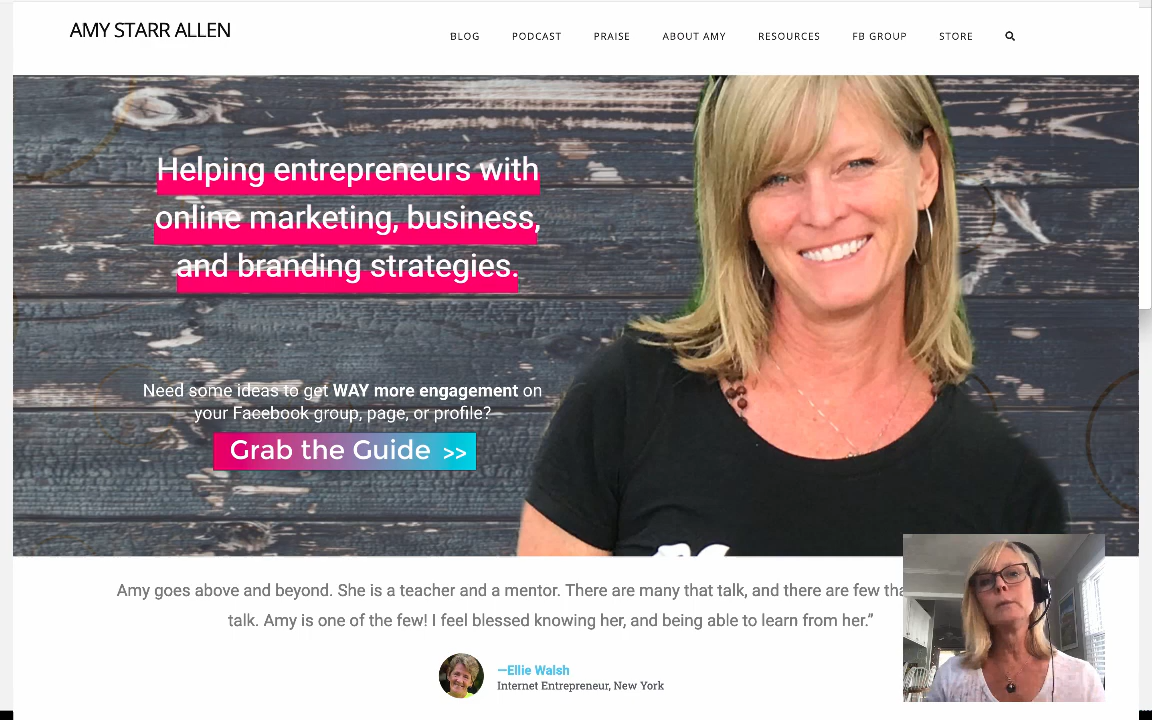 AMY STARR ALLEN
BLOG PODCAST PRAISE ABOUT AMY RESOURCES FB GROUP STORE
Helping entrepreneurs with
online marketing, business,
and branding strategies.
Need some ideas to get WAY more engagement on
your Facebook group, page, or profile?
Grab the Guide >>
Amy goes above and beyond. She is a teacher and a mentor. There are many that talk, and there are few
talk. Amy is one of the few! I feel blessed knowing her, and being able to learn from her.”
—Ellie Walsh
Internet Entrepreneur, New York